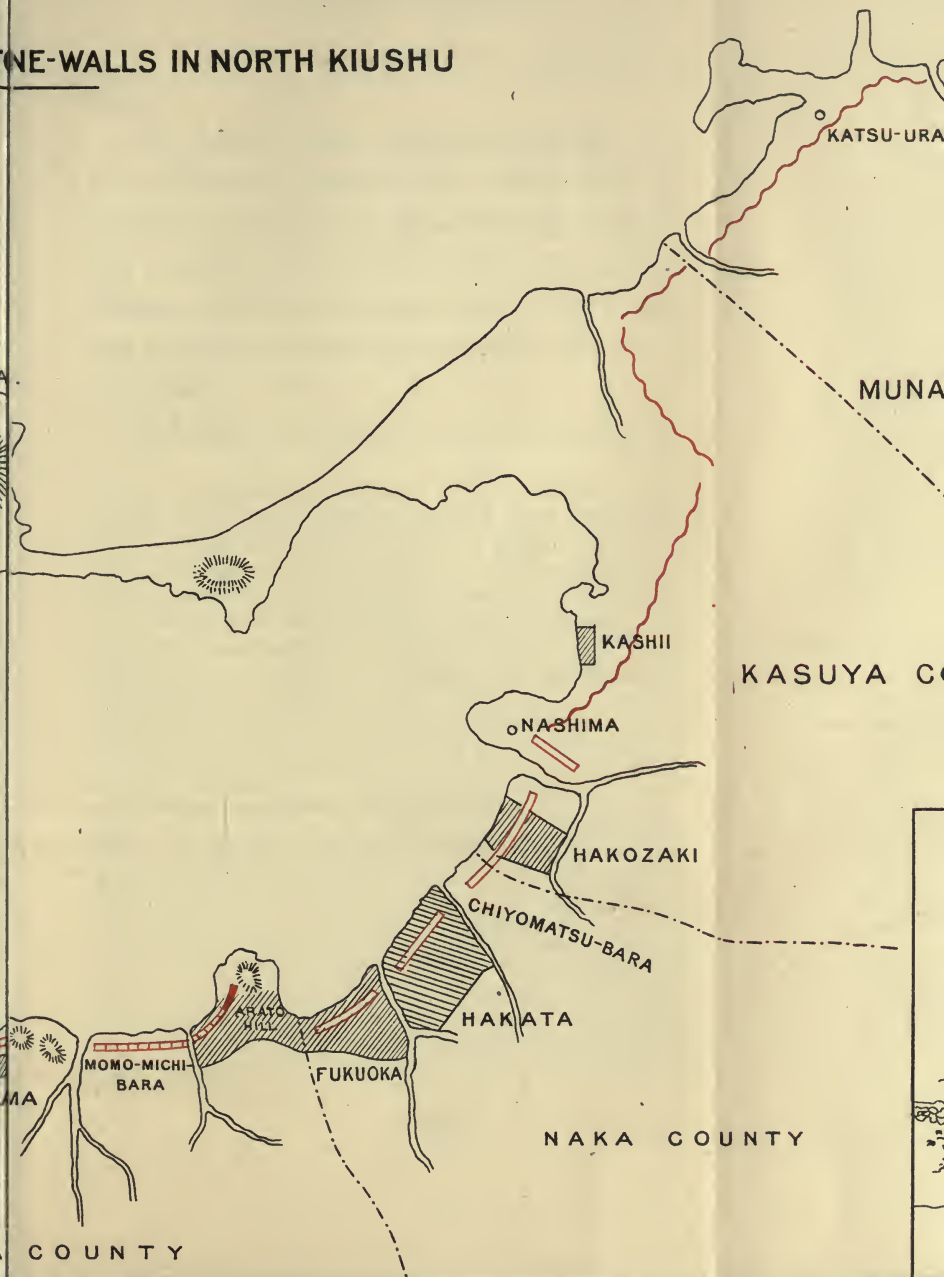 NE-WALLS IN NORTH KIUSHU
KATSU-URA
MUNA
KASHII
KASUYA CO
NASHIMA
HAKOZAKI
CHIYOMATSU-BARA
ARATO
HILL
HAKATA
MOMO-MICHI-
BARA
FUKUOKA
MA
NAKA COUNTY
COUNTY